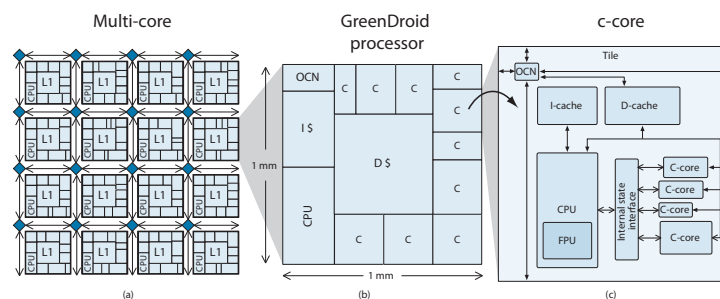 Multi-core
GreenDroid
processor
c-core
CPU L1 CPU L1 CPU L1 CPU L1
CPU L1 CPU L1 CPU L1 CPU L1
CPU L1 CPU L1 CPU L1 CPU L1
CPU L1 CPU L1 CPU L1 CPU L1
(a)
OCN
C
C
C
C
C
I $
C
C
D $
C
1 mm
CPU
C
C
C
1 mm
(b)
Tile
OCN
I-cache
D-cache
CPU
FPU
Internal state
interface
C-core
C-core
C-core
C-core
(c)